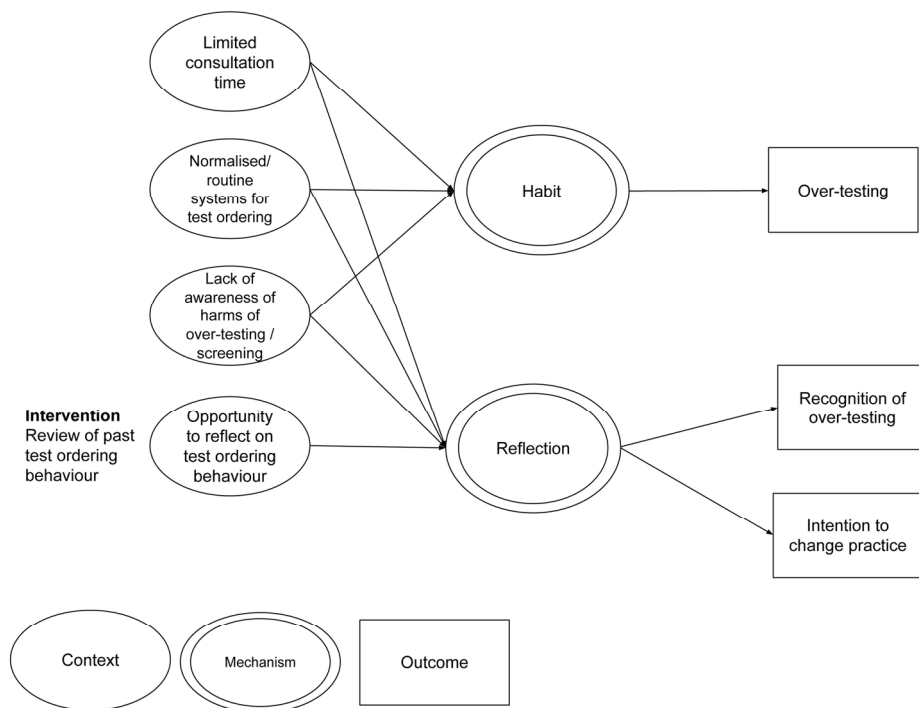 Limited
consultation
time
Normalised/
routine
systems for
test ordering
Habit
Over-testing
Lack of
awareness of
harms of
over-testing /
screening
Intervention
Review of past
test ordering
behaviour
Opportunity
to reflect on
test ordering
behaviour
Reflection
Recognition of
over-testing
Intention to
change practice
Context
Mechanism
Outcome